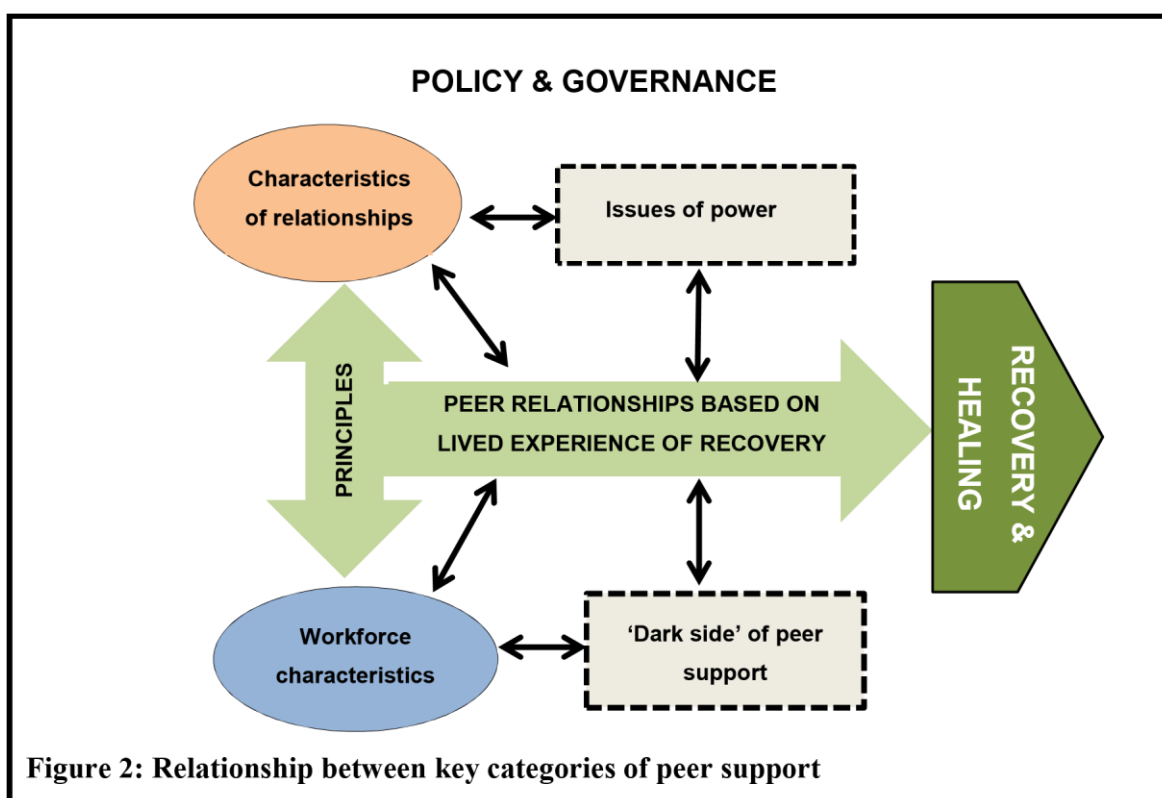 POLICY & GOVERNANCE
Characteristics
of relationships
Issues of power
PRINCIPLES
PEER RELATIONSHIPS BASED ON
LIVED EXPERIENCE OF RECOVERY
RECOVERY &
HEALING
Workforce
characteristics
‘Dark side’ of peer
support
Figure 2: Relationship between key categories of peer support